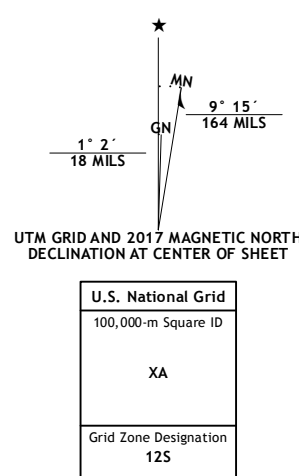 ★
MN
GN
9° 15´
164 MILS
1° 2´
18 MILS
UTM GRID AND 2017 MAGNETIC NORTH
DECLINATION AT CENTER OF SHEET
U.S. National Grid
100,000-m Square ID
XA
Grid Zone Designation
12S